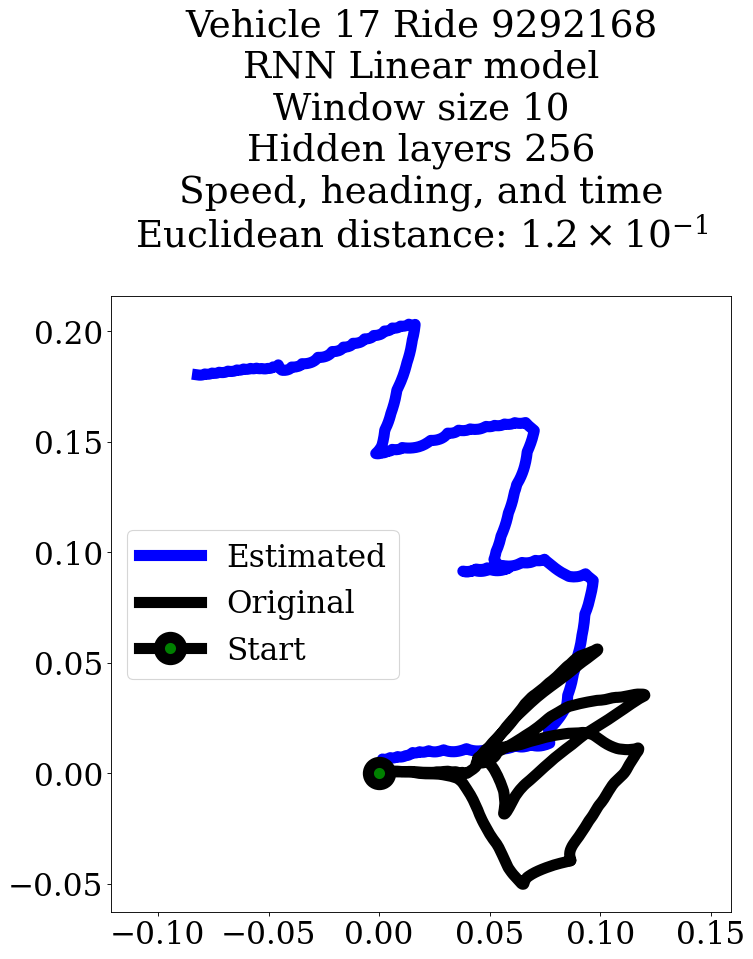 Vehicle 17 Ride 9292168
RNN Linear model
Window size 10
Hidden layers 256
Speed, heading, and time
Euclidean distance: 1.2 × 10⁻¹
0.20
0.15
0.10
0.05
0.00
−0.05
Estimated
Original
Start
−0.10 −0.05 0.00 0.05 0.10 0.15